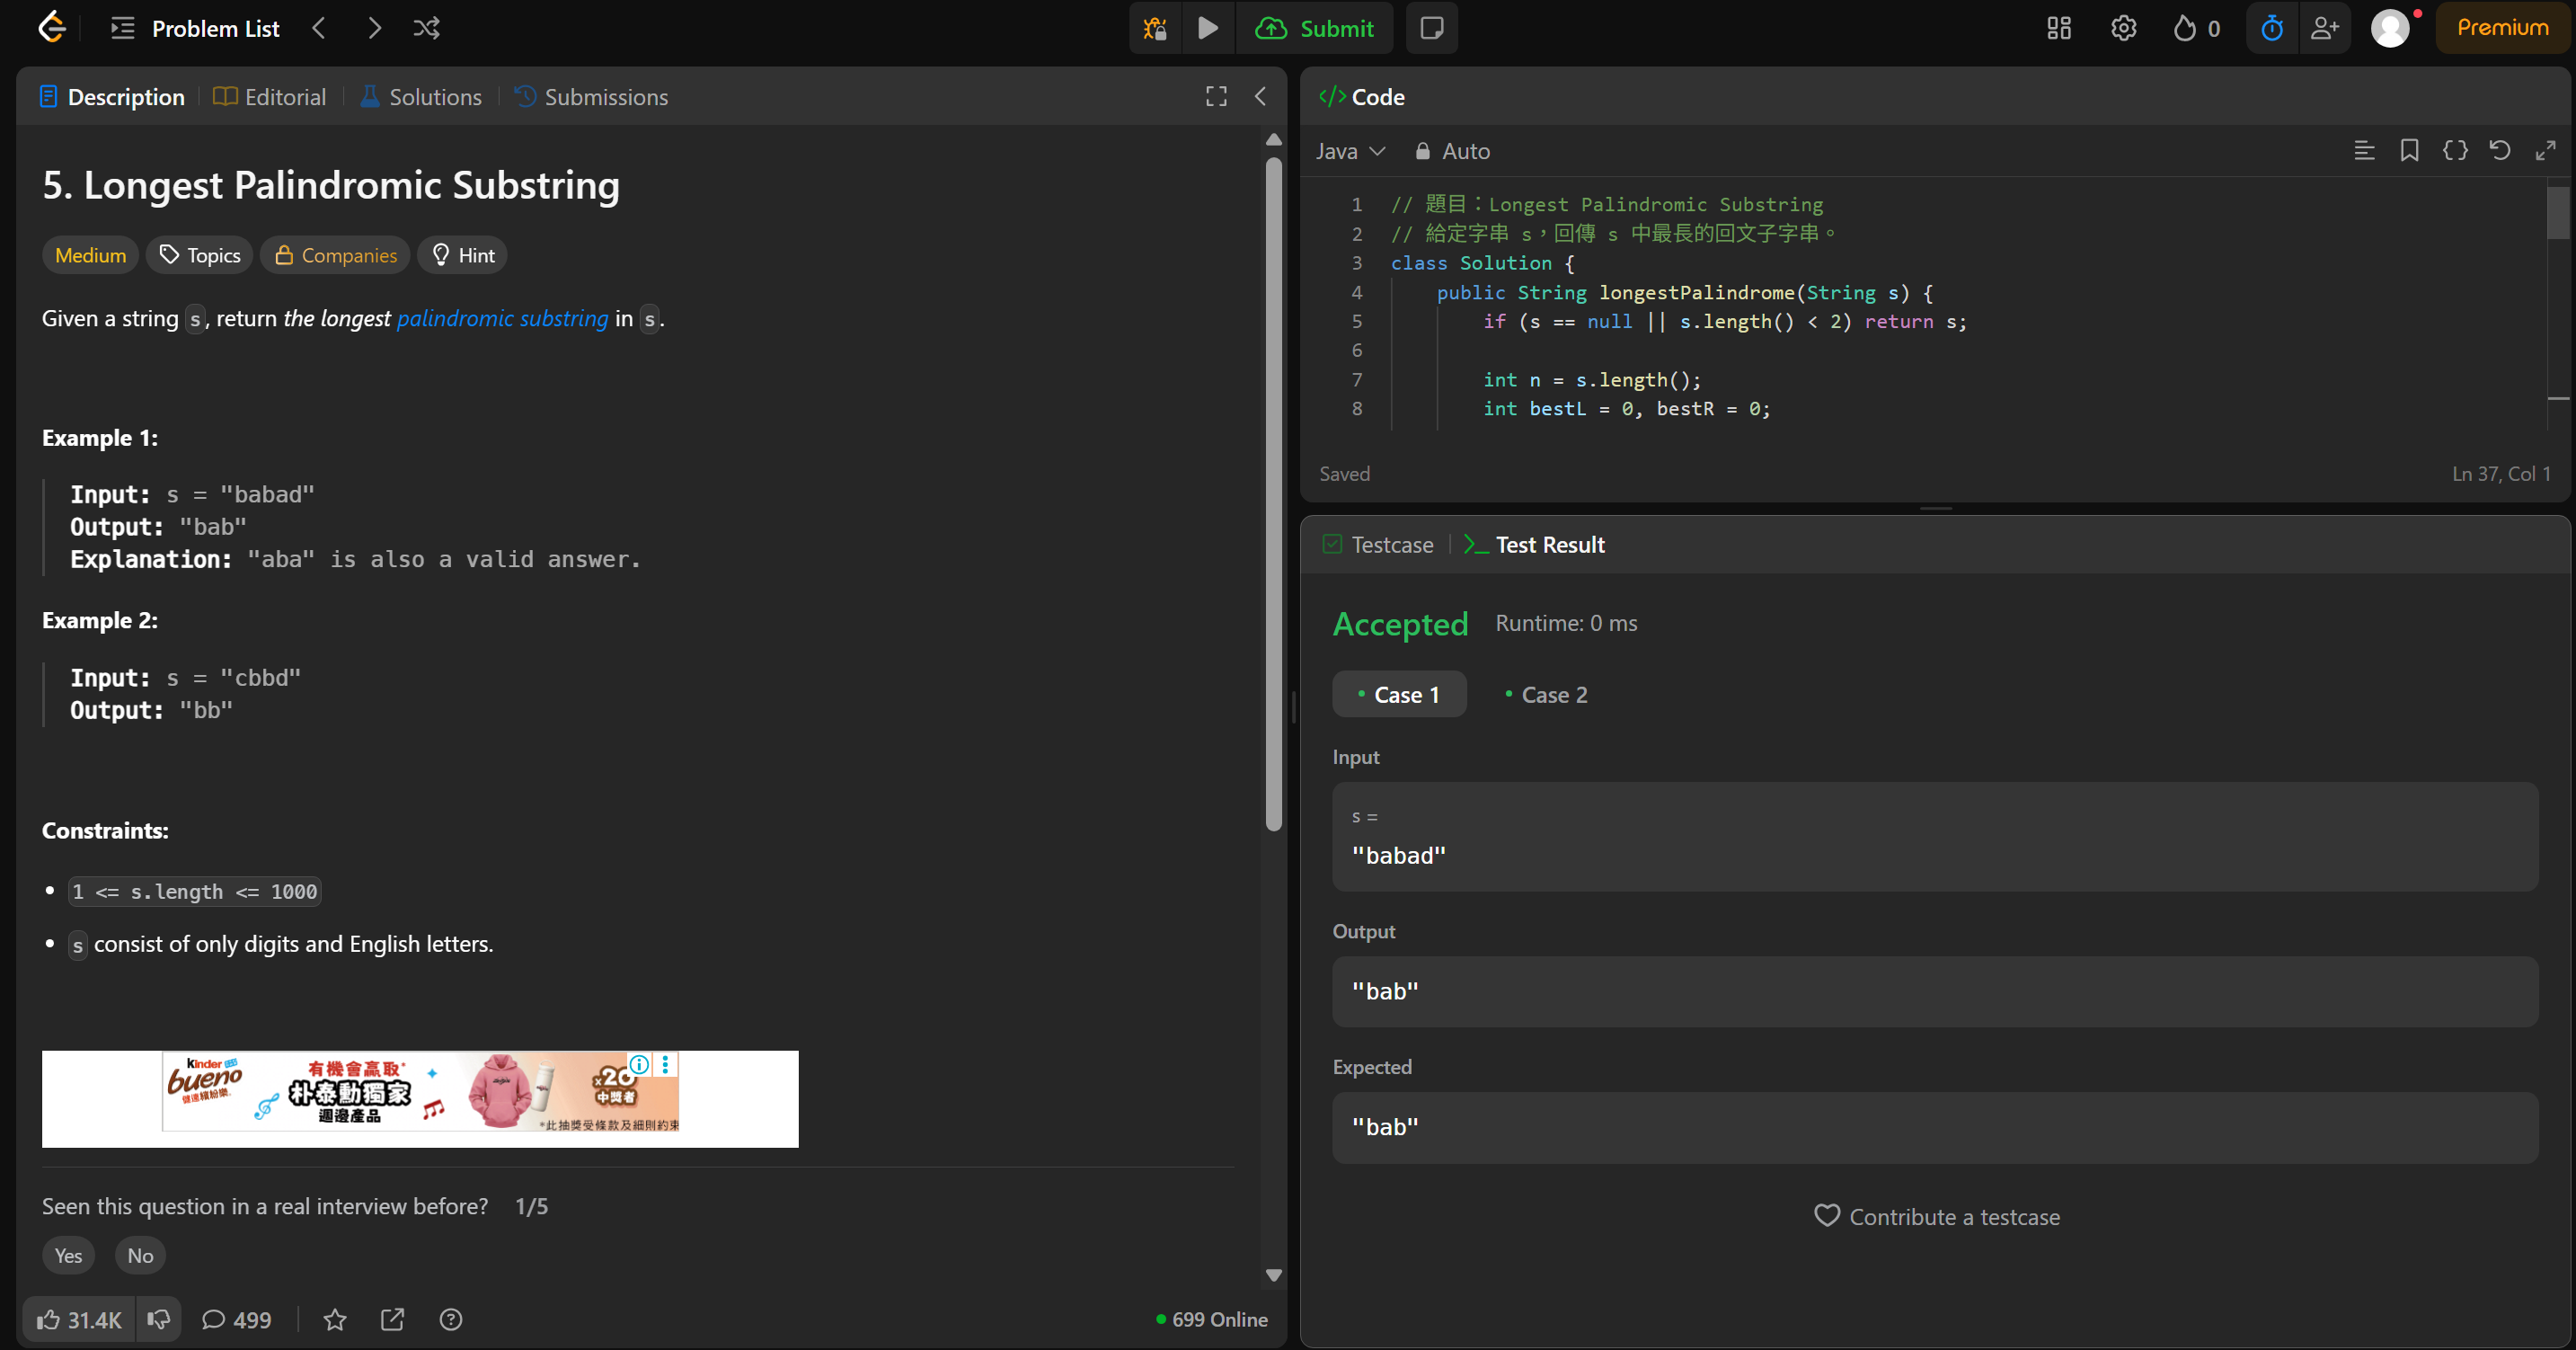 Problem List
Submit
0
Premium
Description
Editorial
Solutions
Submissions
5. Longest Palindromic Substring
Medium
Topics
Companies
Hint
Given a string s, return the longest palindromic substring in s.
Example 1:
Input: s = "babad"
Output: "bab"
Explanation: "aba" is also a valid answer.
Example 2:
Input: s = "cbbd"
Output: "bb"
Constraints:
1 <= s.length <= 1000
s consist of only digits and English letters.
kinder
bueno
健達繽紛樂
有機會贏取*
朴泰勳獨家
週邊產品
x20
中獎者
*此抽獎受條款及細則約束
Seen this question in a real interview before? 1/5
Yes
No
31.4K
499
699 Online
</> Code
Java
Auto
1 // 題目：Longest Palindromic Substring
2 // 給定字串 s，回傳 s 中最長的回文子字串。
3 class Solution {
4 public String longestPalindrome(String s) {
5 if (s == null || s.length() < 2) return s;
6
7 int n = s.length();
8 int bestL = 0, bestR = 0;
Saved
Ln 37, Col 1
Testcase
Test Result
Accepted
Runtime: 0 ms
Case 1
Case 2
Input
s =
"babad"
Output
"bab"
Expected
"bab"
Contribute a testcase